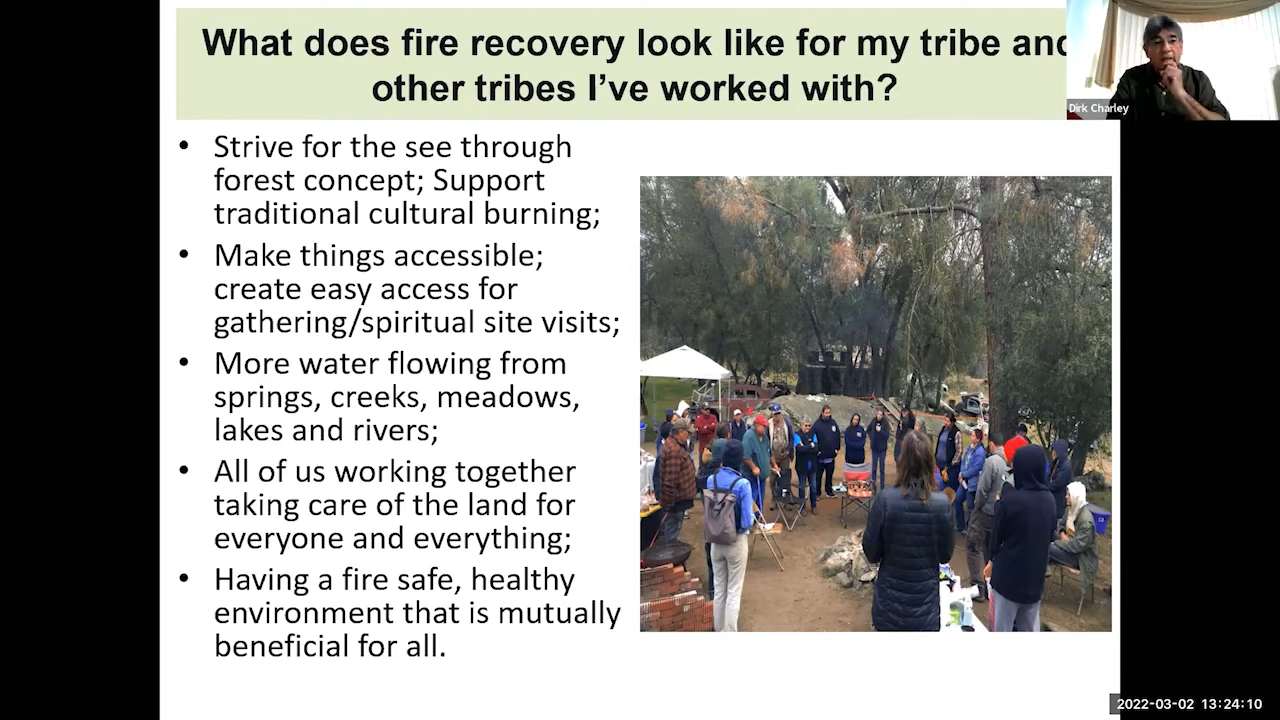 What does fire recovery look like for my tribe and
other tribes I've worked with?
Dirk Charley
• Strive for the see through
forest concept; Support
traditional cultural burning;
• Make things accessible;
create easy access for
gathering/spiritual site visits;
• More water flowing from
springs, creeks, meadows,
lakes and rivers;
• All of us working together
taking care of the land for
everyone and everything;
• Having a fire safe, healthy
environment that is mutually
beneficial for all.
2022-03-02 13:24:10